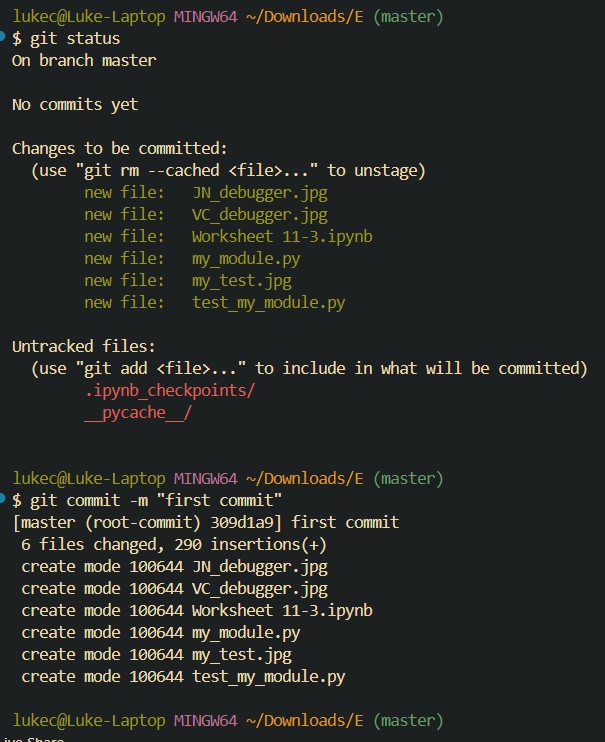 lukec@Luke-Laptop MINGW64 ~/Downloads/E (master)
$ git status
On branch master
No commits yet
Changes to be committed:
(use "git rm --cached <file>..." to unstage)
new file: JN_debugger.jpg
new file: VC_debugger.jpg
new file: Worksheet 11-3.ipynb
new file: my_module.py
new file: my_test.jpg
new file: test_my_module.py
Untracked files:
(use "git add <file>..." to include in what will be committed)
.ipynb_checkpoints/
__pycache__/
lukec@Luke-Laptop MINGW64 ~/Downloads/E (master)
$ git commit -m "first commit"
[master (root-commit) 309d1a9] first commit
6 files changed, 290 insertions(+)
create mode 100644 JN_debugger.jpg
create mode 100644 VC_debugger.jpg
create mode 100644 Worksheet 11-3.ipynb
create mode 100644 my_module.py
create mode 100644 my_test.jpg
create mode 100644 test_my_module.py
lukec@Luke-Laptop MINGW64 ~/Downloads/E (master)